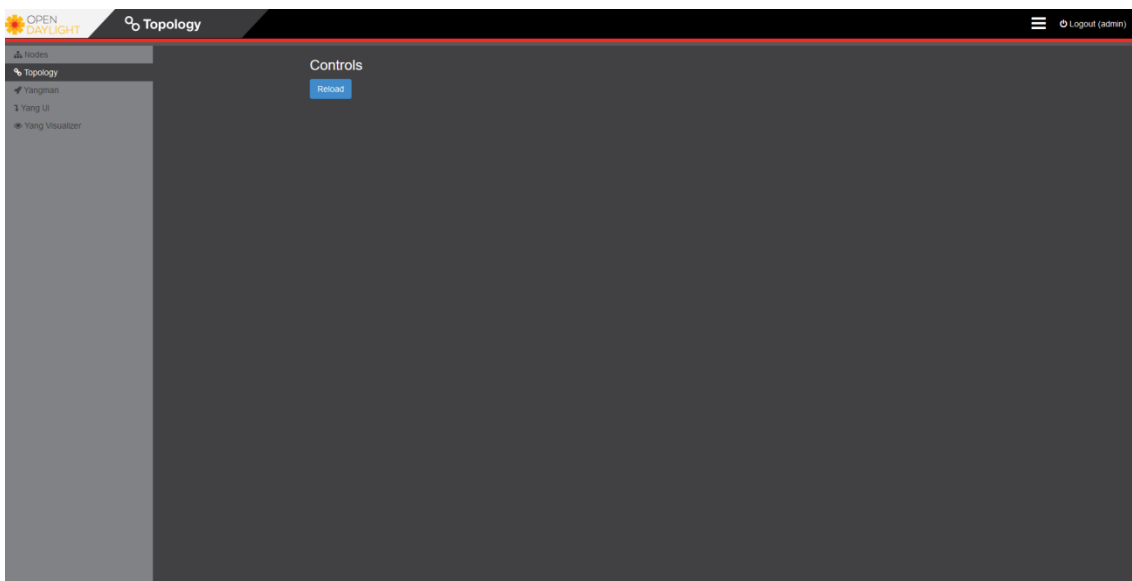 OPEN
DAYLIGHT
Topology
Logout (admin)
Nodes
Topology
Yangman
Yang UI
Yang Visualizer
Controls
Reload